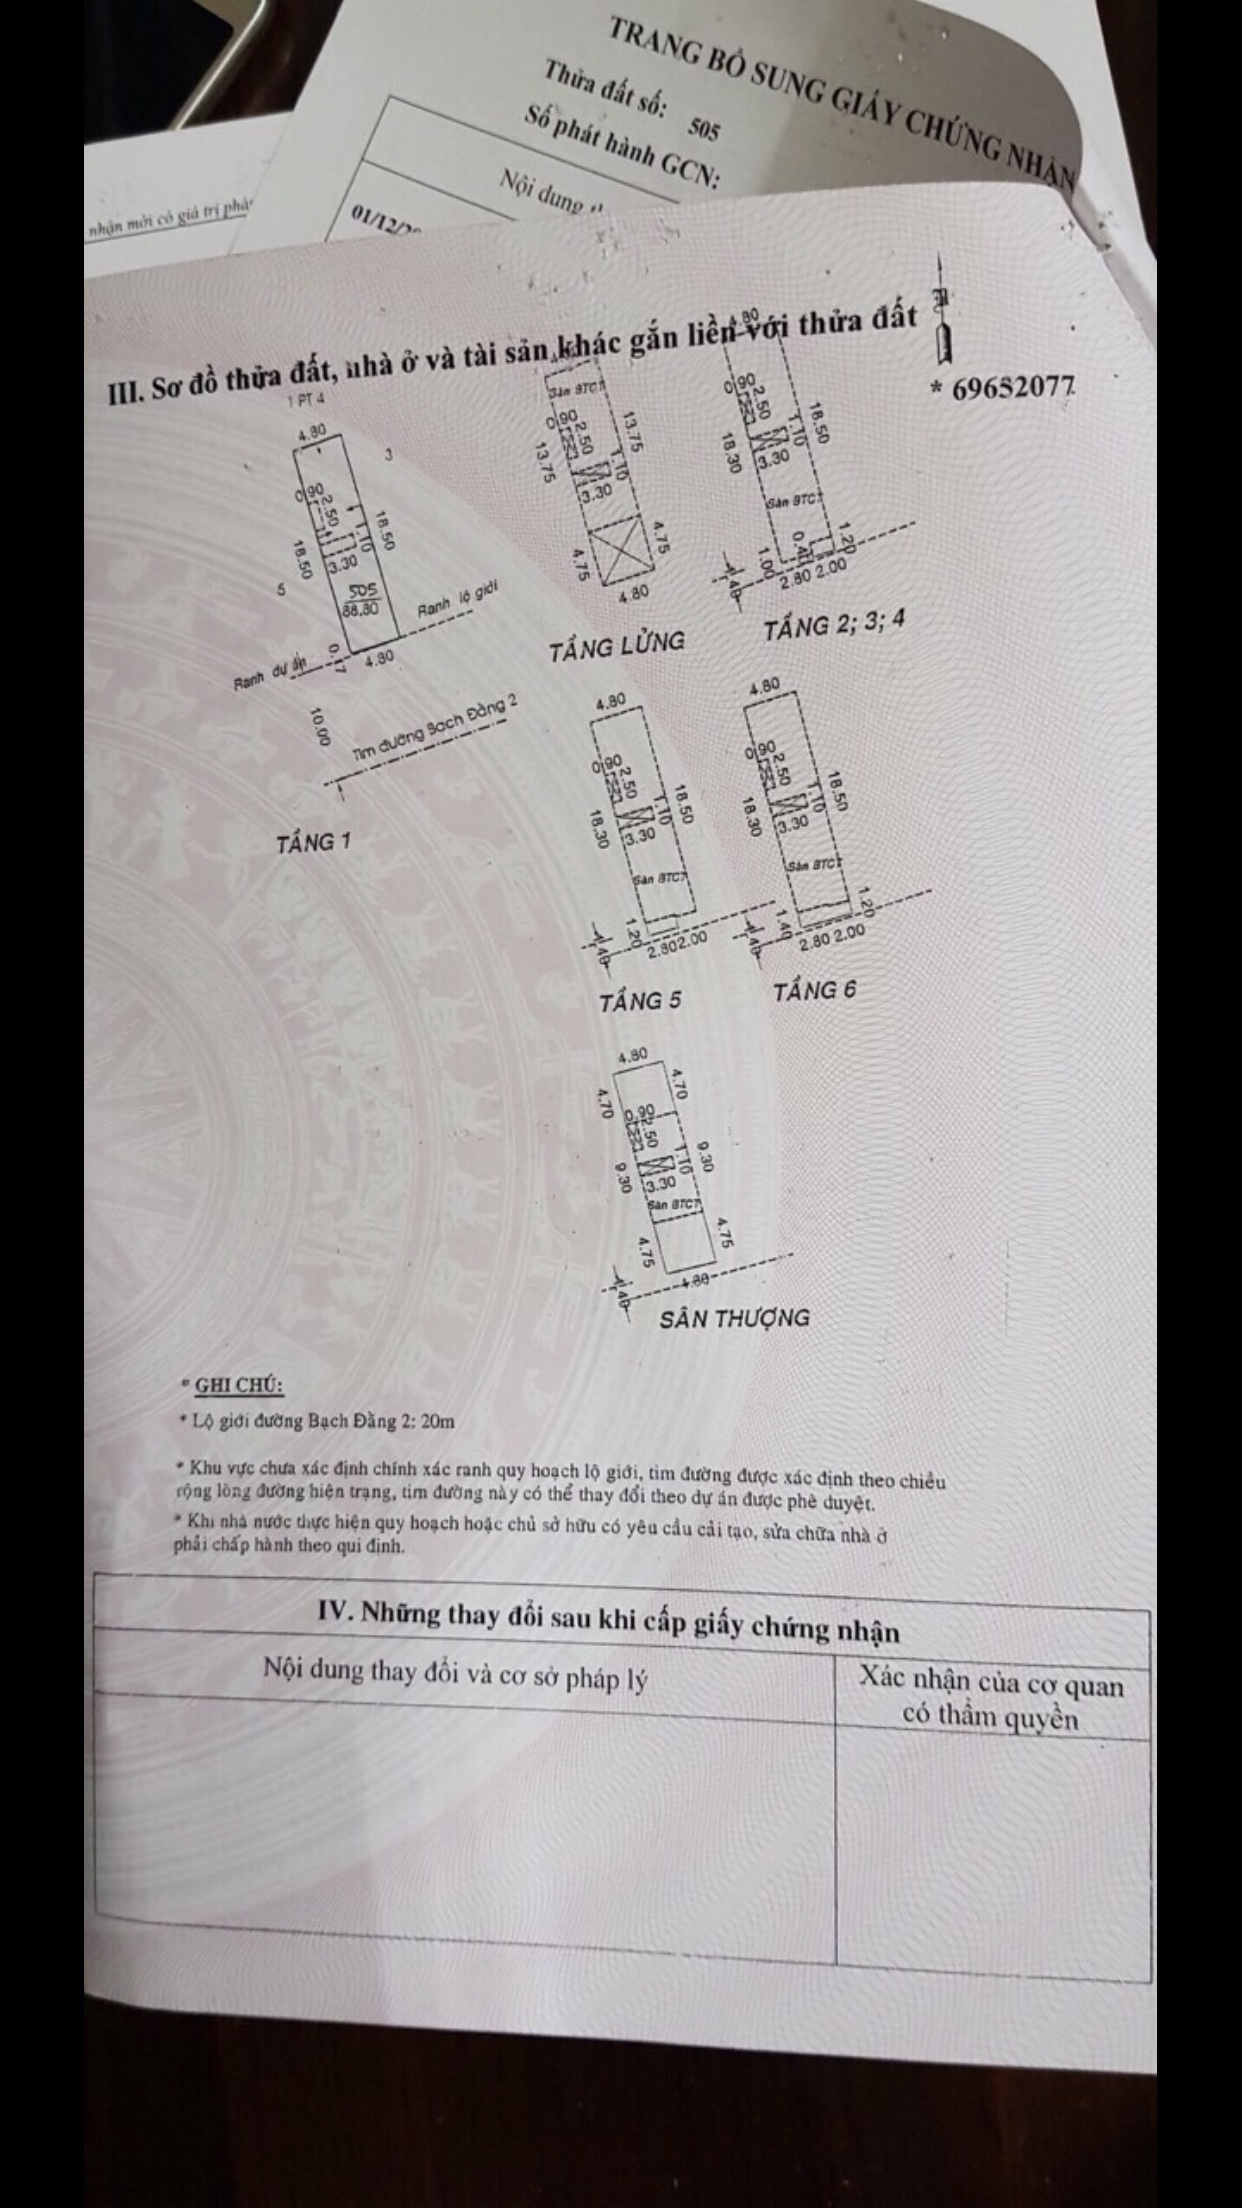 TRANG BỔ SUNG GIẤY CHỨNG NHẬN
Thửa đất số: 505
Số phát hành GCN:
Nội dung
01/12/
nhận mới có giá trị
III. Sơ đồ thửa đất, nhà ở và tài sản khác gắn liền với thửa đất
* 69652077
1 PT 4
4.80
3
0.90
2.50
1.10
18.50
18.50
3.30
5
505
88.80
Ranh lộ giới
Ranh dự án
4.80
10.00
Tim đường Bạch Đằng 2
TẦNG 1
Sàn BTCT
0.90
2.50
13.75
13.75
1.10
3.30
4.75
4.75
4.80
TẦNG LỬNG
0.90
2.50
18.50
18.30
1.10
3.30
Sàn BTCT
1.20
1.00
2.80 2.00
4.40
TẦNG 2; 3; 4
4.80
0.90
2.50
1.10
18.50
18.30
3.30
Sàn BTCT
1.20
2.80 2.00
4.40
TẦNG 5
4.80
0.90
2.50
1.10
18.50
18.30
3.30
Sàn BTCT
1.20
1.40
2.80 2.00
4.40
TẦNG 6
4.80
4.70
4.70
0.90
2.50
1.10
9.30
9.30
3.30
Sàn BTCT
4.75
4.75
4.80
4.40
SÂN THƯỢNG
* GHI CHÚ:
* Lộ giới đường Bạch Đằng 2: 20m
* Khu vực chưa xác định chính xác ranh quy hoạch lộ giới, tim đường được xác định theo chiều
rộng lòng đường hiện trạng, tim đường này có thể thay đổi theo dự án được phê duyệt.
* Khi nhà nước thực hiện quy hoạch hoặc chủ sở hữu có yêu cầu cải tạo, sửa chữa nhà ở
phải chấp hành theo qui định.
IV. Những thay đổi sau khi cấp giấy chứng nhận
Nội dung thay đổi và cơ sở pháp lý
Xác nhận của cơ quan
có thẩm quyền